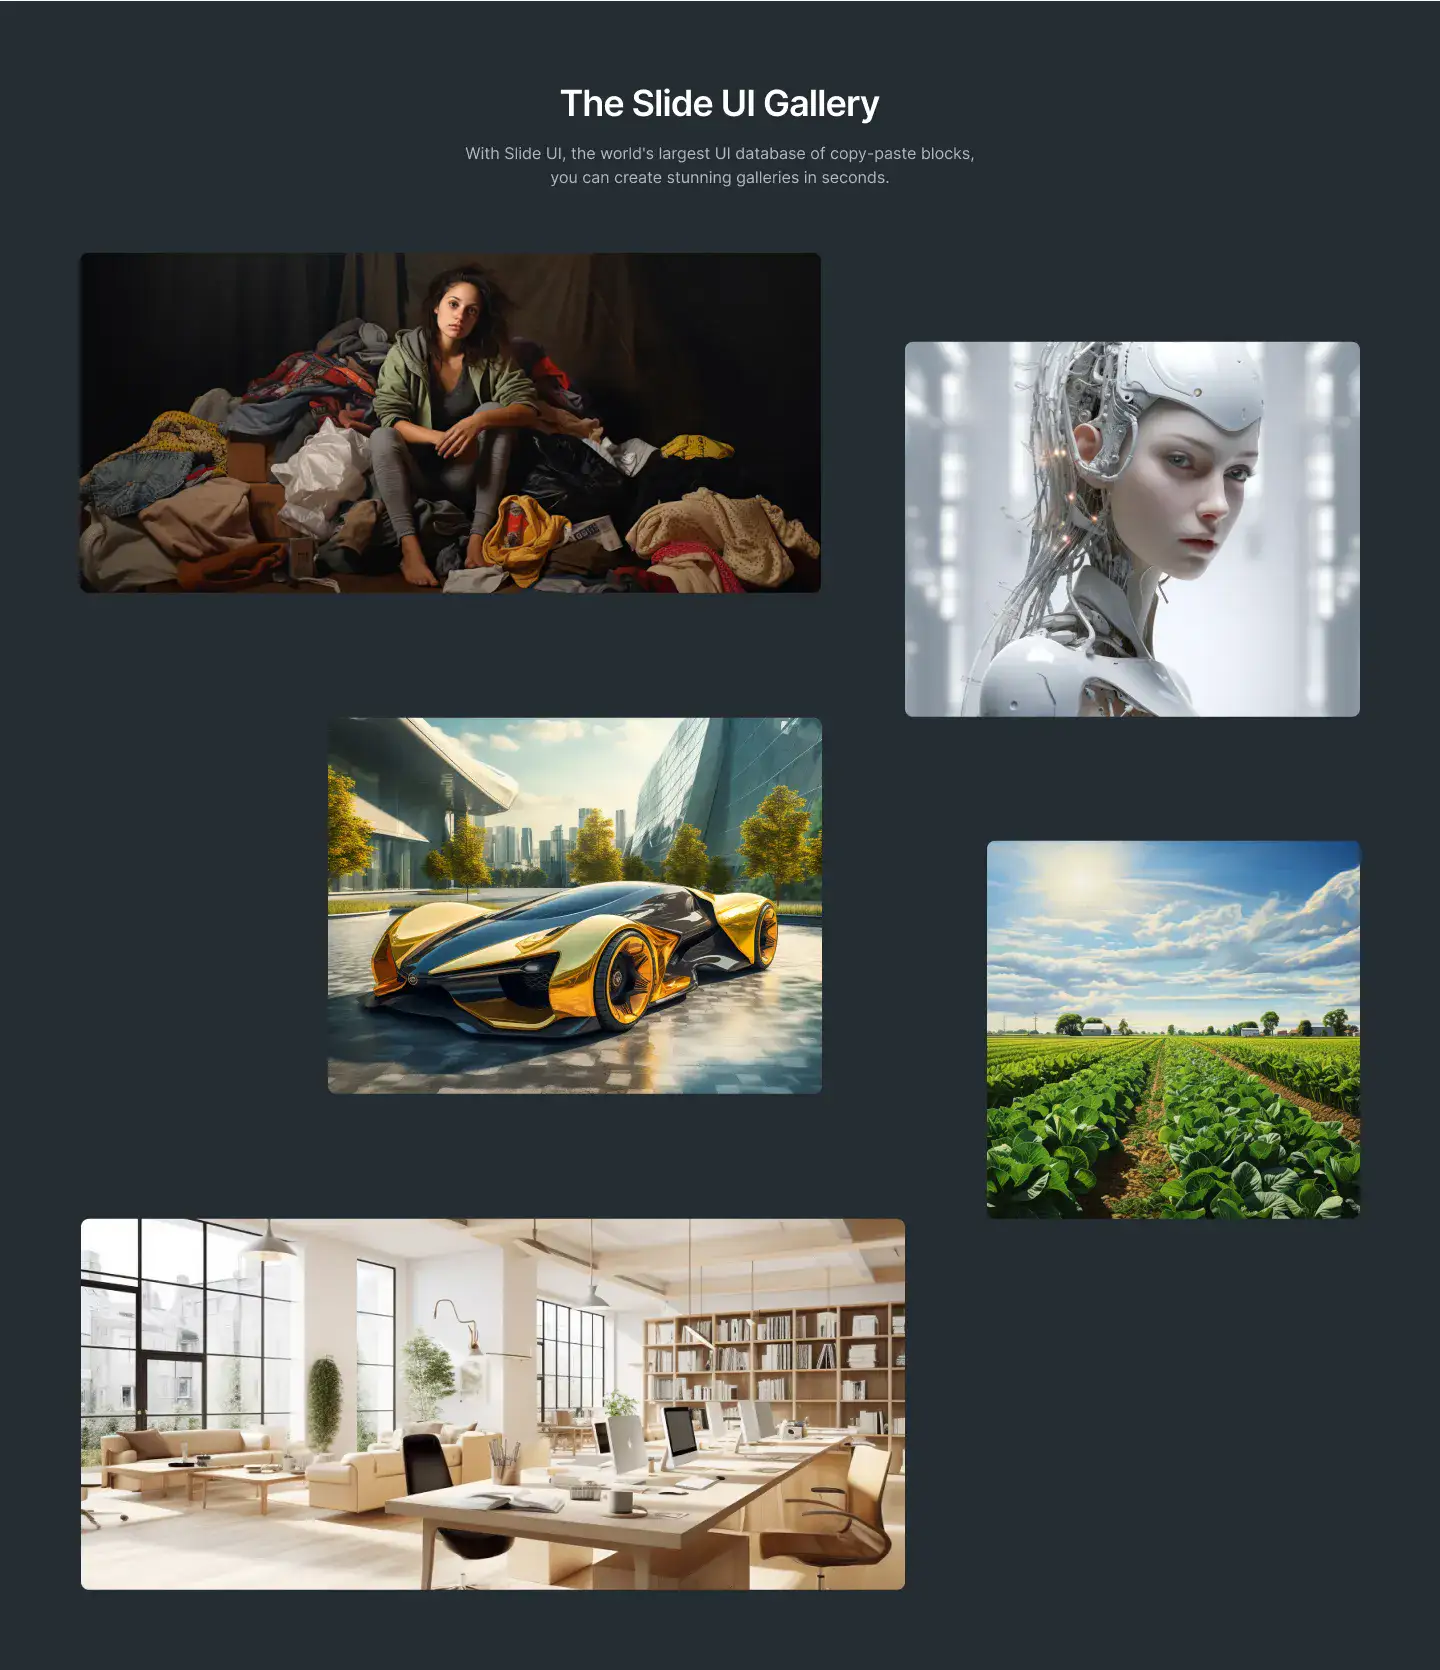 The Slide UI Gallery
With Slide UI, the world's largest UI database of copy-paste blocks,
you can create stunning galleries in seconds.